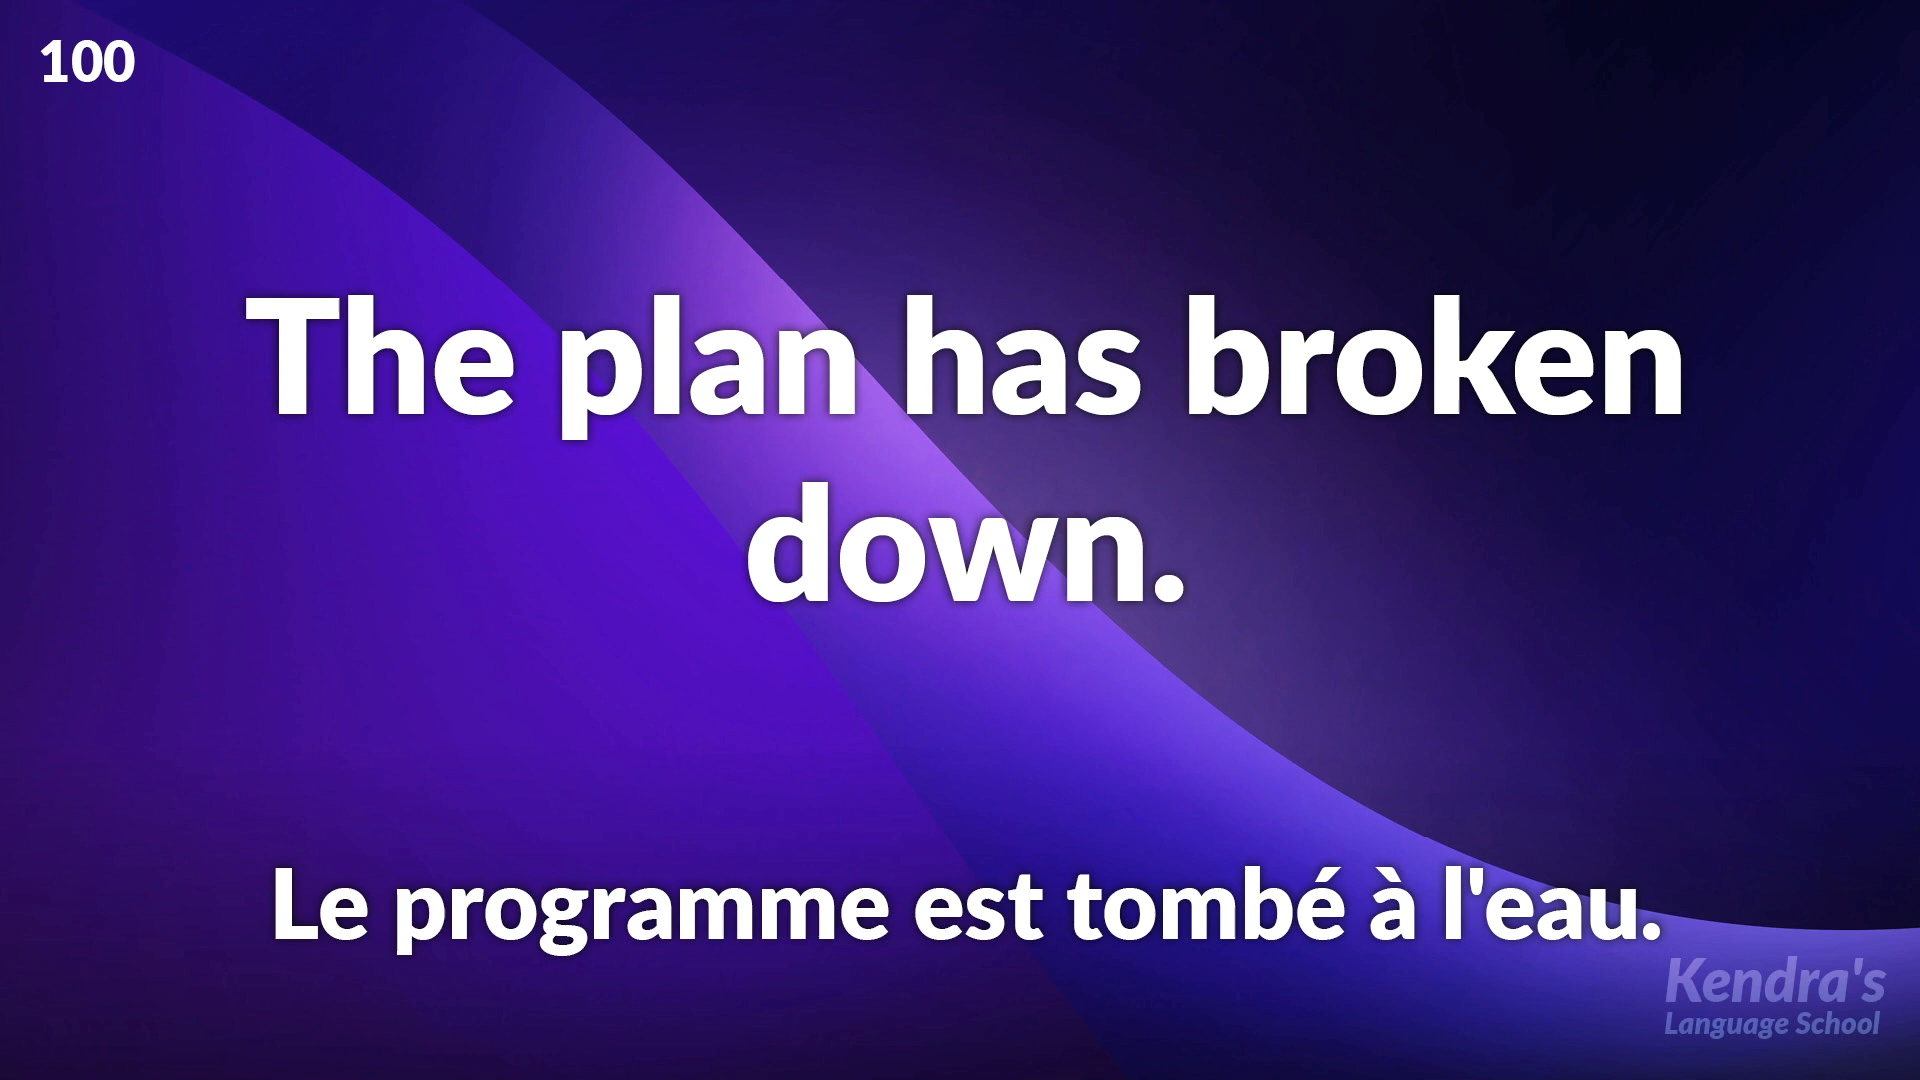 100
The plan has broken
down.
Le programme est tombé à l'eau.
Kendra's
Language School